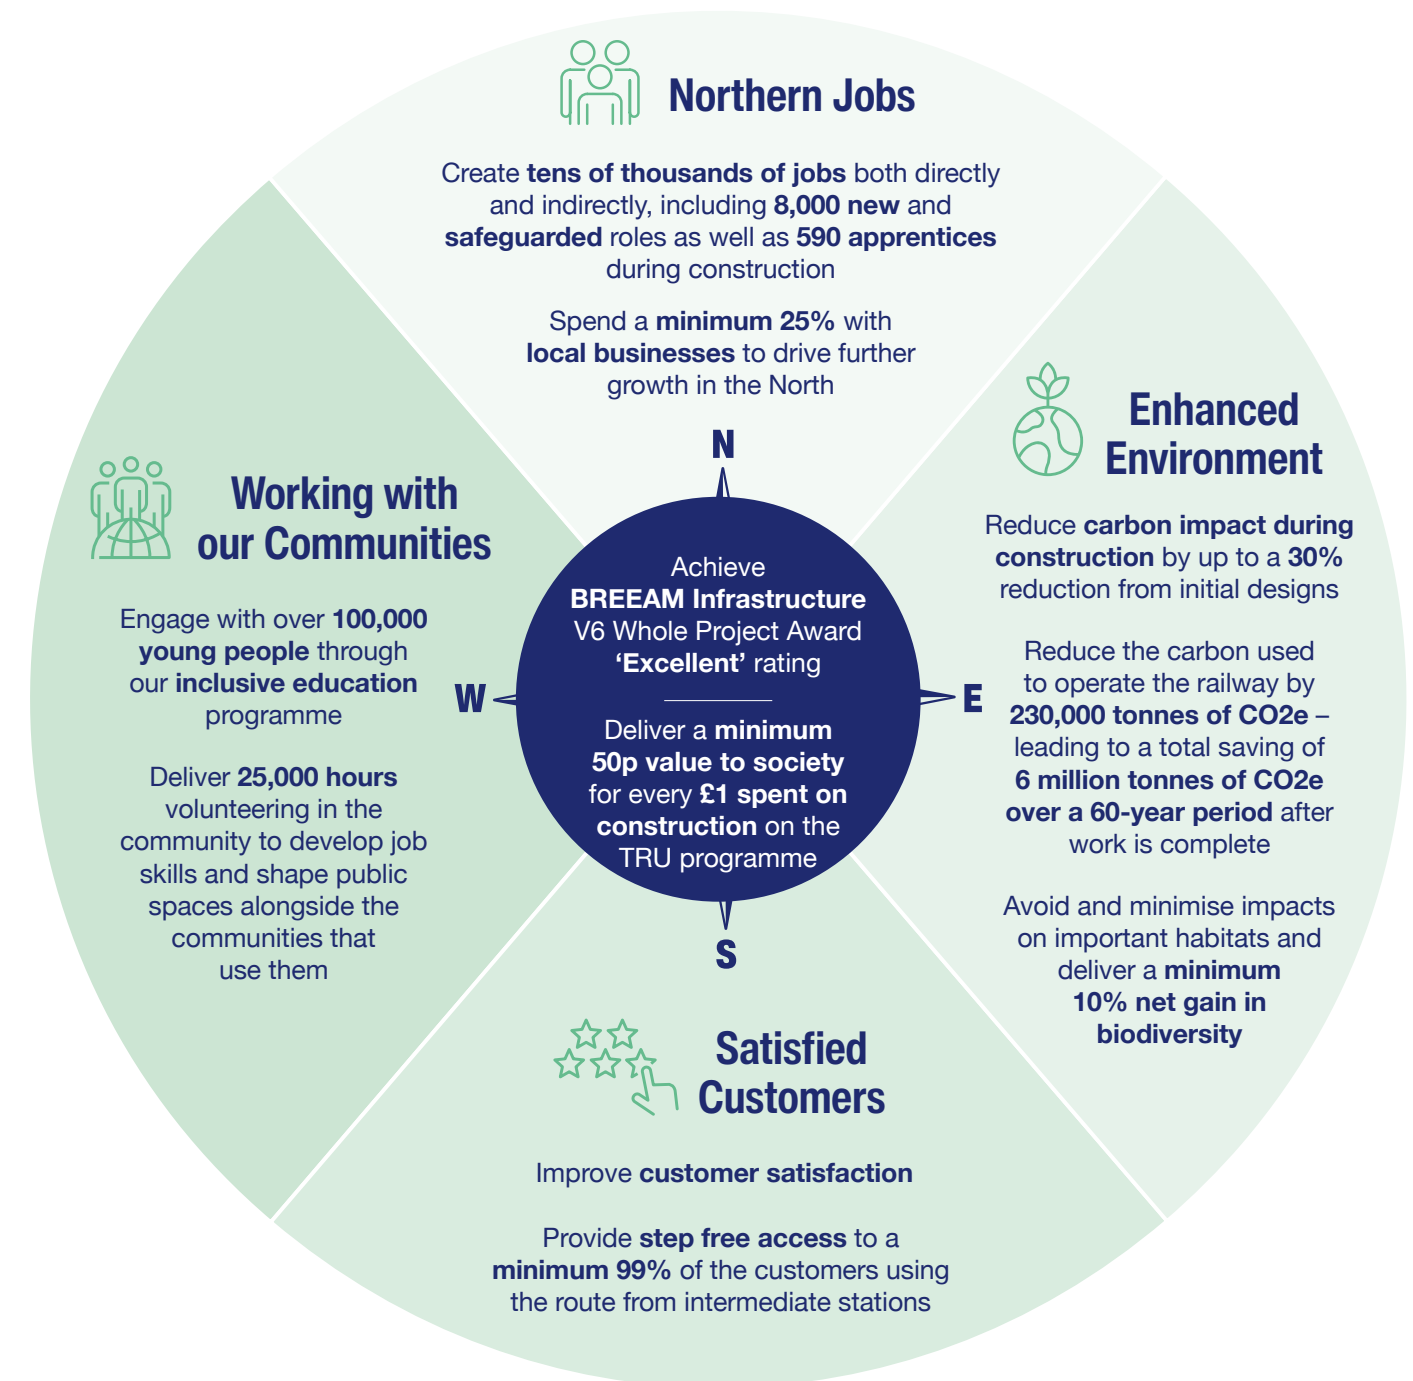 Northern Jobs
Create tens of thousands of jobs both directly
and indirectly, including 8,000 new and
safeguarded roles as well as 590 apprentices
during construction
Spend a minimum 25% with
local businesses to drive further
growth in the North
N
Enhanced
Environment
Reduce carbon impact during
construction by up to a 30%
reduction from initial designs
Reduce the carbon used
to operate the railway by
230,000 tonnes of CO2e –
leading to a total saving of
6 million tonnes of CO2e
over a 60-year period after
work is complete
Avoid and minimise impacts
on important habitats and
deliver a minimum
10% net gain in
biodiversity
E
Working with
our Communities
Engage with over 100,000
young people through
our inclusive education
programme
Deliver 25,000 hours
volunteering in the
community to develop job
skills and shape public
spaces alongside the
communities that
use them
W
Achieve
BREEAM Infrastructure
V6 Whole Project Award
‘Excellent’ rating
Deliver a minimum
50p value to society
for every £1 spent on
construction on the
TRU programme
S
Satisfied
Customers
Improve customer satisfaction
Provide step free access to a
minimum 99% of the customers using
the route from intermediate stations